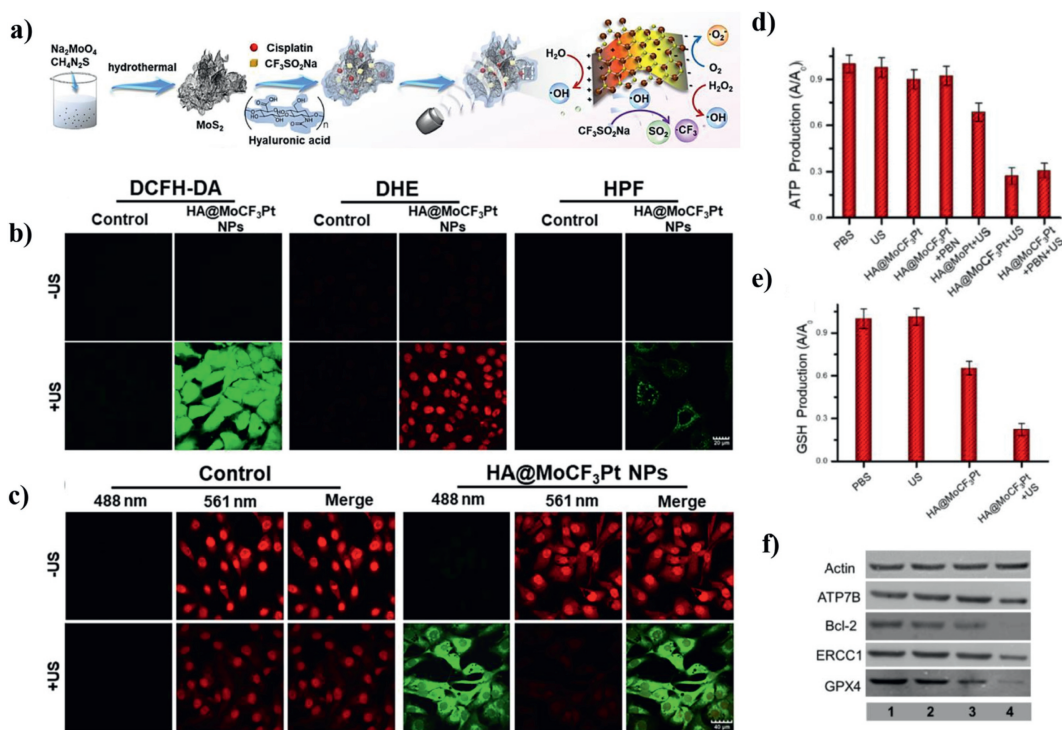 a)
Na₂MoO₄
CH₄N₂S
hydrothermal
MoS₂
Cisplatin
CF₃SO₂Na
n
Hyaluronic acid
H₂O
·OH
·O₂⁻
O₂
H₂O₂
·OH
·OH
CF₃SO₂Na
SO₂
·CF₃
b)
DCFH-DA
DHE
HPF
Control
HA@MoCF₃Pt
NPs
Control
HA@MoCF₃Pt
NPs
Control
HA@MoCF₃Pt
NPs
-US
+US
20 μm
c)
Control
HA@MoCF₃Pt NPs
488 nm
561 nm
Merge
488 nm
561 nm
Merge
-US
+US
40 μm
d)
ATP Production (A/A₀)
0.9
0.6
0.3
0.0
PBS
US
HA@MoCF₃Pt
HA@MoCF₃Pt
+PBN
HA@MoPt+US
HA@MoCF₃Pt+US
HA@MoCF₃Pt
+PBN+US
e)
GSH Production (A/A₀)
0.9
0.6
0.3
0.0
PBS
US
HA@MoCF₃Pt
HA@MoCF₃Pt
+US
f)
Actin
ATP7B
Bcl-2
ERCC1
GPX4
1 2 3 4